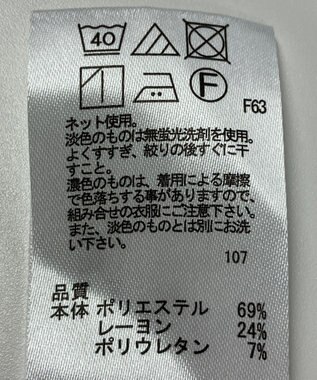 40
F
F63
ネット使用。
淡色のものは無蛍光洗剤を使用。
よくすすぎ、絞りの後すぐに干
すこと。
濃色のものは、着用による摩擦
で色落ちする事がありますので、
組み合せの衣服にご注意下さい。
また、淡色のものとは別にお洗
い下さい。
107
品質
本体 ポリエステル 69%
レーヨン 24%
ポリウレタン 7%